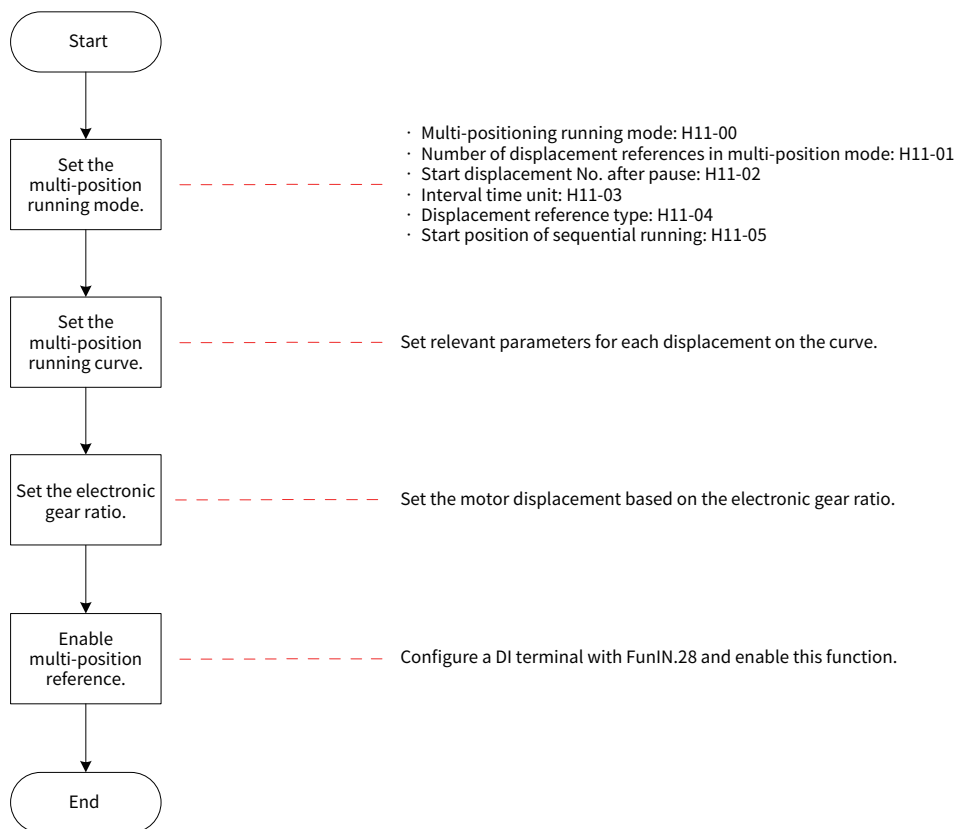 Start
Set the
multi-position
running mode.
· Multi-positioning running mode: H11-00
· Number of displacement references in multi-position mode: H11-01
· Start displacement No. after pause: H11-02
· Interval time unit: H11-03
· Displacement reference type: H11-04
· Start position of sequential running: H11-05
Set the
multi-position
running curve.
Set relevant parameters for each displacement on the curve.
Set the electronic
gear ratio.
Set the motor displacement based on the electronic gear ratio.
Enable
multi-position
reference.
Configure a DI terminal with FunIN.28 and enable this function.
End